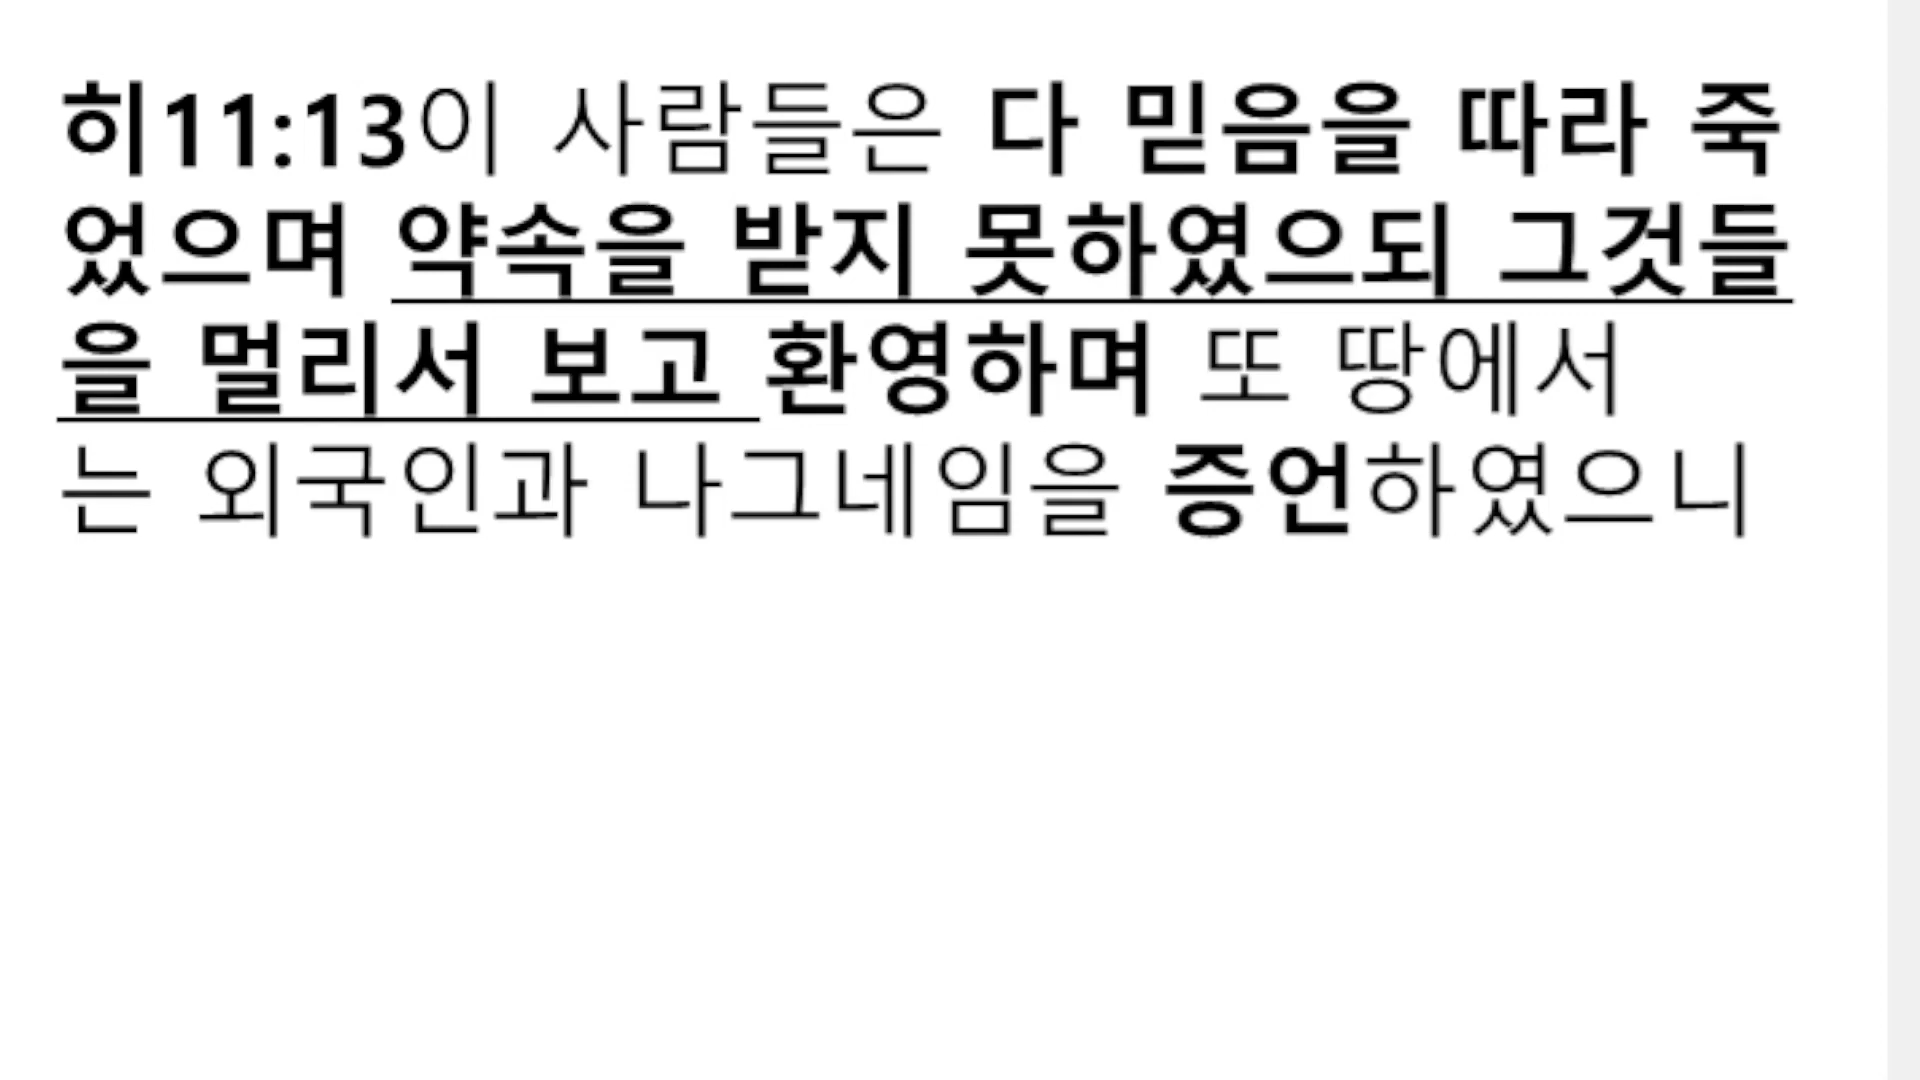 히11:13이 사람들은 다 믿음을 따라 죽
었으며 약속을 받지 못하였으되 그것들
을 멀리서 보고 환영하며 또 땅에서
는 외국인과 나그네임을 증언하였으니